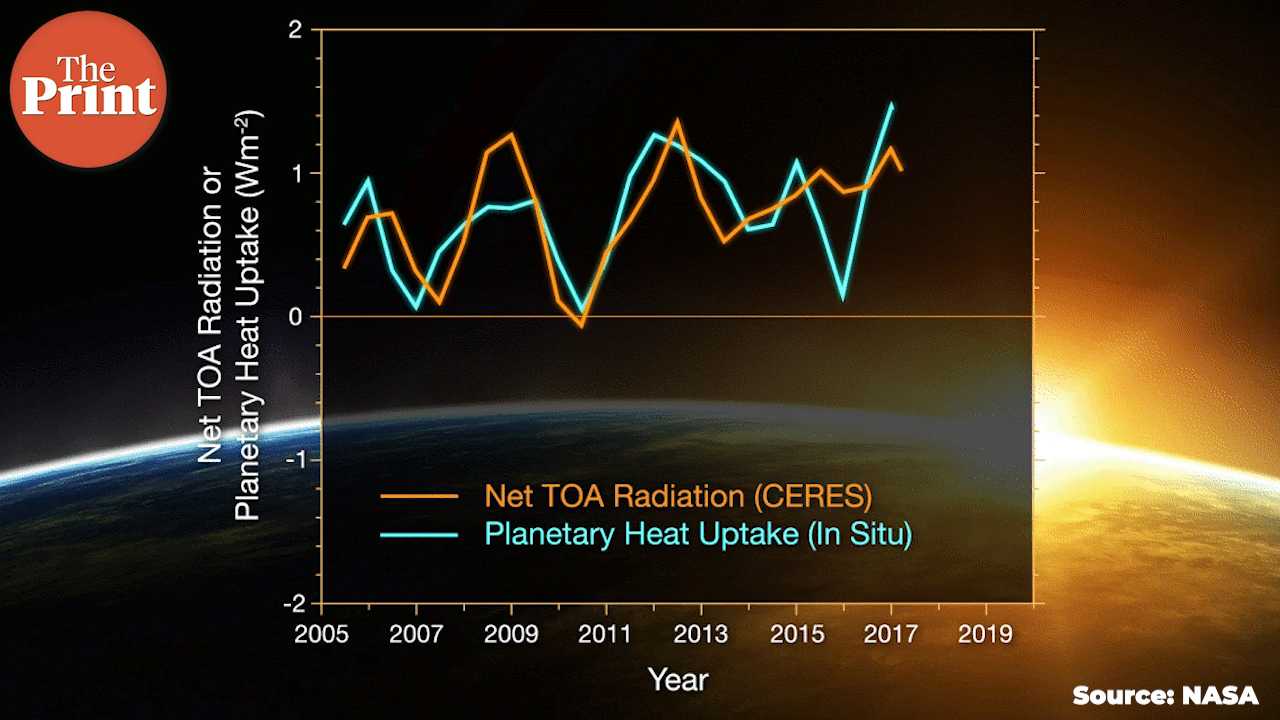 The
Print
Net TOA Radiation or
Planetary Heat Uptake (Wm-2)
2
1
0
-1
-2
Net TOA Radiation (CERES)
Planetary Heat Uptake (In Situ)
2005 2007 2009 2011 2013 2015 2017 2019
Year
Source: NASA